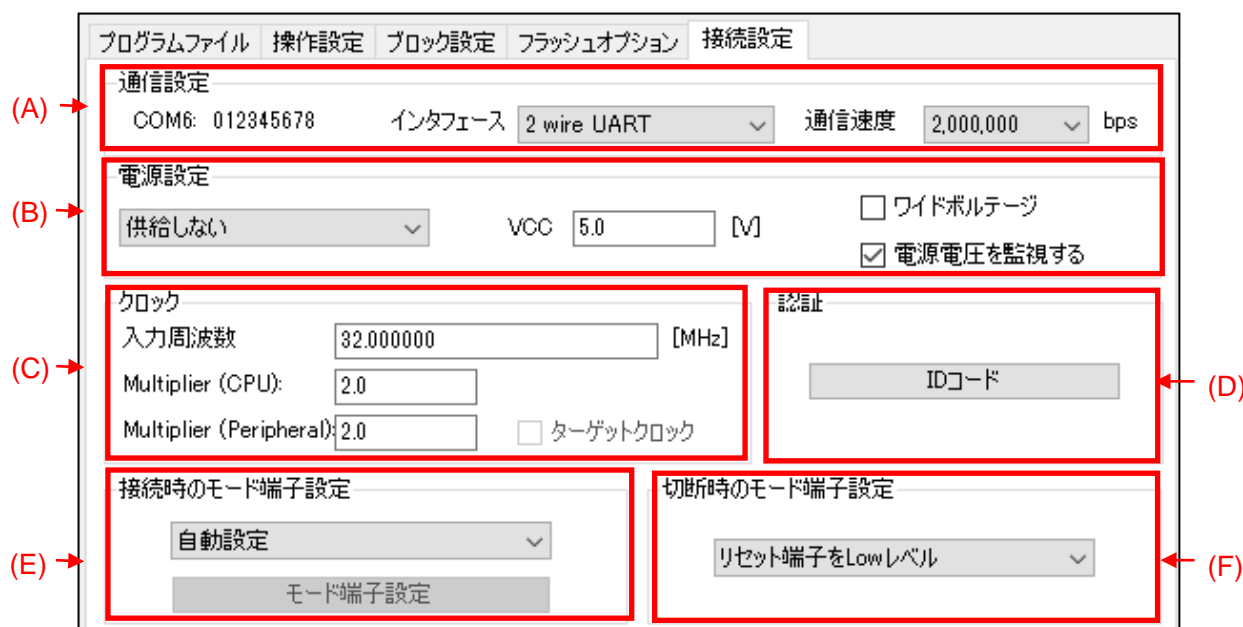 プログラムファイル 操作設定 ブロック設定 フラッシュオプション 接続設定
(A)
通信設定
COM6: 012345678 インタフェース 2 wire UART 通信速度 2,000,000 bps
(B)
電源設定
供給しない VCC 5.0 [V]
ワイドボルテージ
電源電圧を監視する
(C)
クロック
入力周波数 32.000000 [MHz]
Multiplier (CPU): 2.0
Multiplier (Peripheral): 2.0 ターゲットクロック
認証
IDコード
(D)
接続時のモード端子設定
自動設定
モード端子設定
(E)
切断時のモード端子設定
リセット端子をLowレベル
(F)